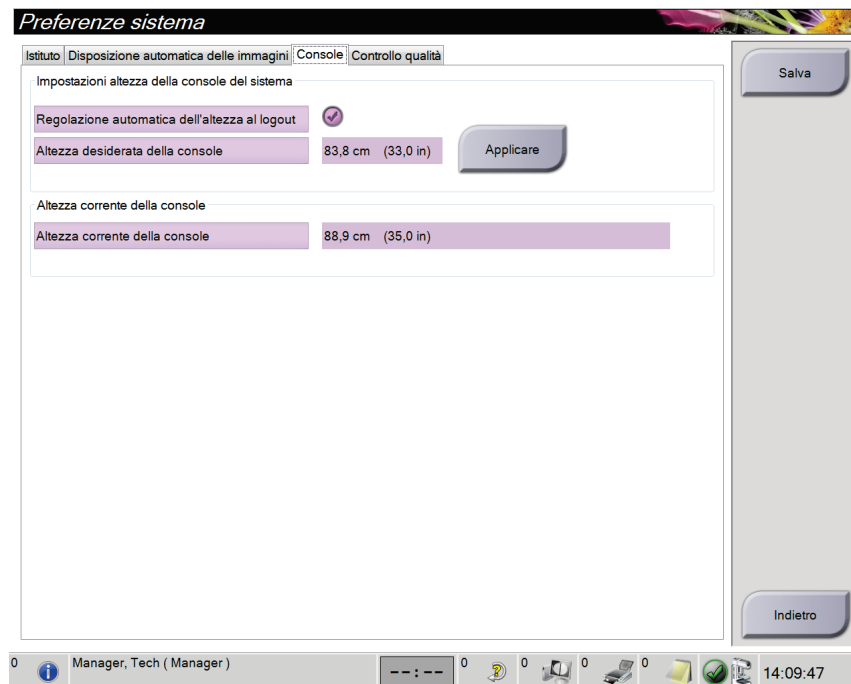 Preferenze sistema
Istituto Disposizione automatica delle immagini Console Controllo qualità
Salva
Impostazioni altezza della console del sistema
Regolazione automatica dell'altezza al logout
Altezza desiderata della console 83,8 cm (33,0 in) Applicare
Altezza corrente della console
Altezza corrente della console 88,9 cm (35,0 in)
Indietro
0 Manager, Tech ( Manager ) --:-- 0 0 0 0 14:09:47